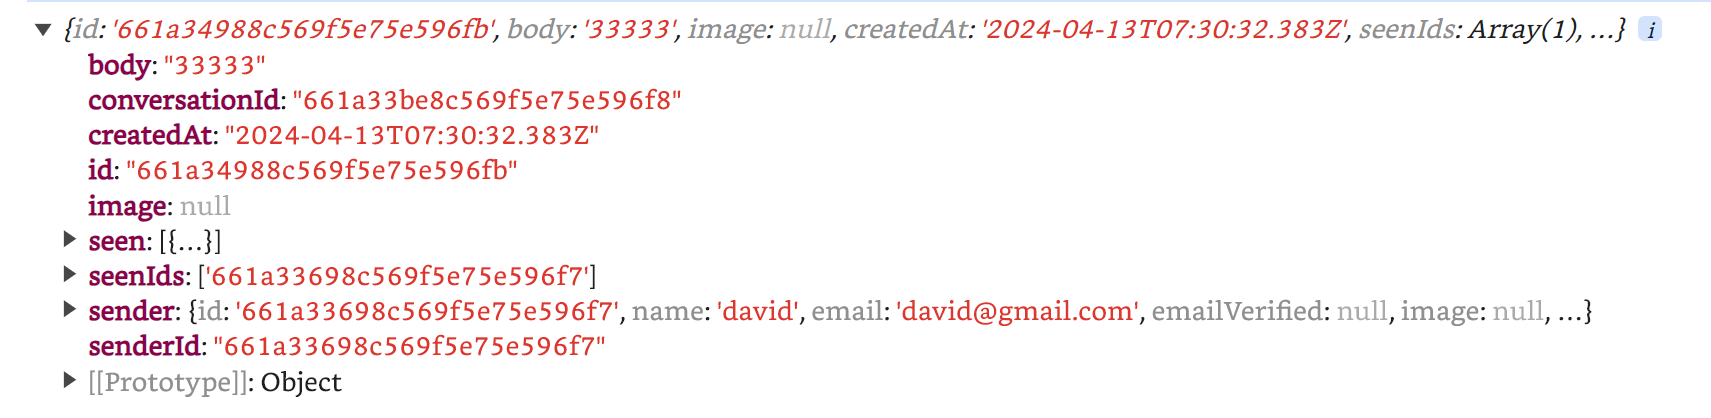 ▼ {id: '661a34988c569f5e75e596fb', body: '33333', image: null, createdAt: '2024-04-13T07:30:32.383Z', seenIds: Array(1), …} i
body: "33333"
conversationId: "661a33be8c569f5e75e596f8"
createdAt: "2024-04-13T07:30:32.383Z"
id: "661a34988c569f5e75e596fb"
image: null
▶ seen: [{…}]
▶ seenIds: ['661a33698c569f5e75e596f7']
▶ sender: {id: '661a33698c569f5e75e596f7', name: 'david', email: 'david@gmail.com', emailVerified: null, image: null, …}
senderId: "661a33698c569f5e75e596f7"
▶ [[Prototype]]: Object